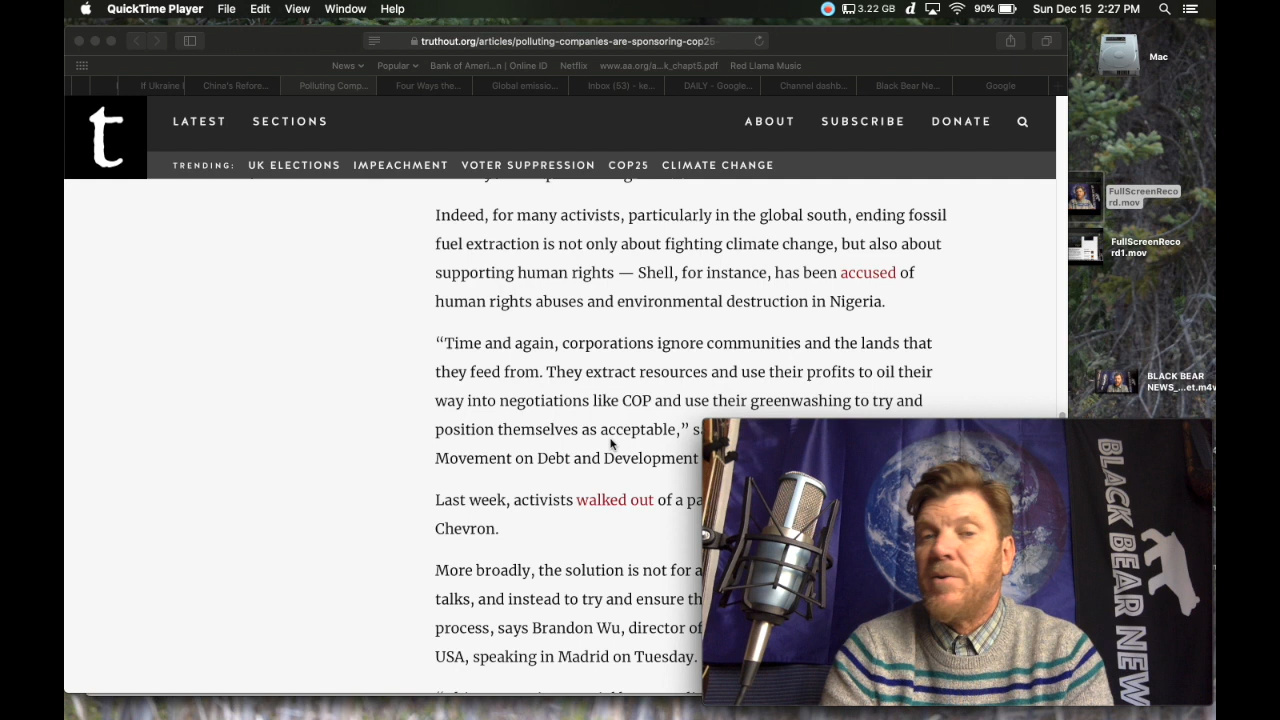 QuickTime Player File Edit View Window Help 3.22 GB 90% Sun Dec 15 2:27 PM
truthout.org/articles/polluting-companies-are-sponsoring-cop25-
News Popular Bank of Ameri...n | Online ID Netflix www.aa.org/a...k_chapt5.pdf Red Llama Music
If Ukraine China's Refore... Polluting Comp... Four Ways the... Global emissio... Inbox (53) - ke... DAILY - Google... Channel dashb... Black Bear Ne... Google
Mac
t
LATEST SECTIONS ABOUT SUBSCRIBE DONATE
TRENDING: UK ELECTIONS IMPEACHMENT VOTER SUPPRESSION COP25 CLIMATE CHANGE
FullScreenReco
rd.mov
FullScreenReco
rd1.mov
BLACK BEAR
NEWS_...et.m4v
Indeed, for many activists, particularly in the global south, ending fossil
fuel extraction is not only about fighting climate change, but also about
supporting human rights — Shell, for instance, has been accused of
human rights abuses and environmental destruction in Nigeria.
“Time and again, corporations ignore communities and the lands that
they feed from. They extract resources and use their profits to oil their
way into negotiations like COP and use their greenwashing to try and
position themselves as acceptable,” s
Movement on Debt and Development
Last week, activists walked out of a pa
Chevron.
More broadly, the solution is not for a
talks, and instead to try and ensure th
process, says Brandon Wu, director of
USA, speaking in Madrid on Tuesday.
BLACK BEAR NEW